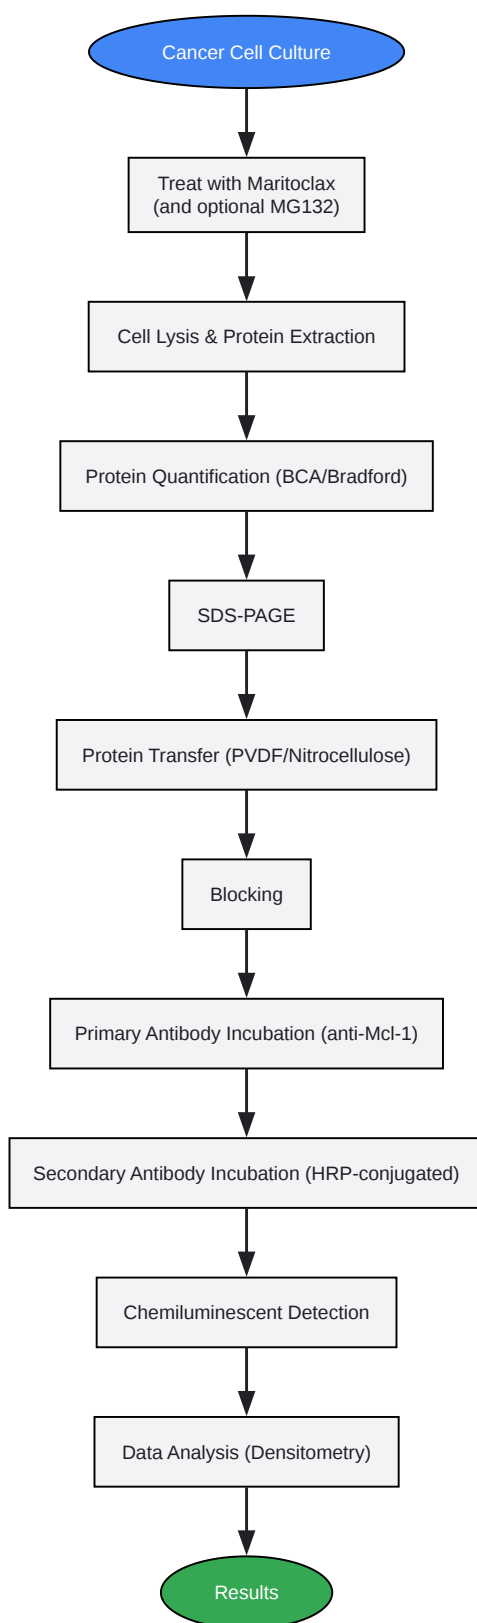 Cancer Cell Culture
Treat with Maritoclax
(and optional MG132)
Cell Lysis & Protein Extraction
Protein Quantification (BCA/Bradford)
SDS-PAGE
Protein Transfer (PVDF/Nitrocellulose)
Blocking
Primary Antibody Incubation (anti-Mcl-1)
Secondary Antibody Incubation (HRP-conjugated)
Chemiluminescent Detection
Data Analysis (Densitometry)
Results